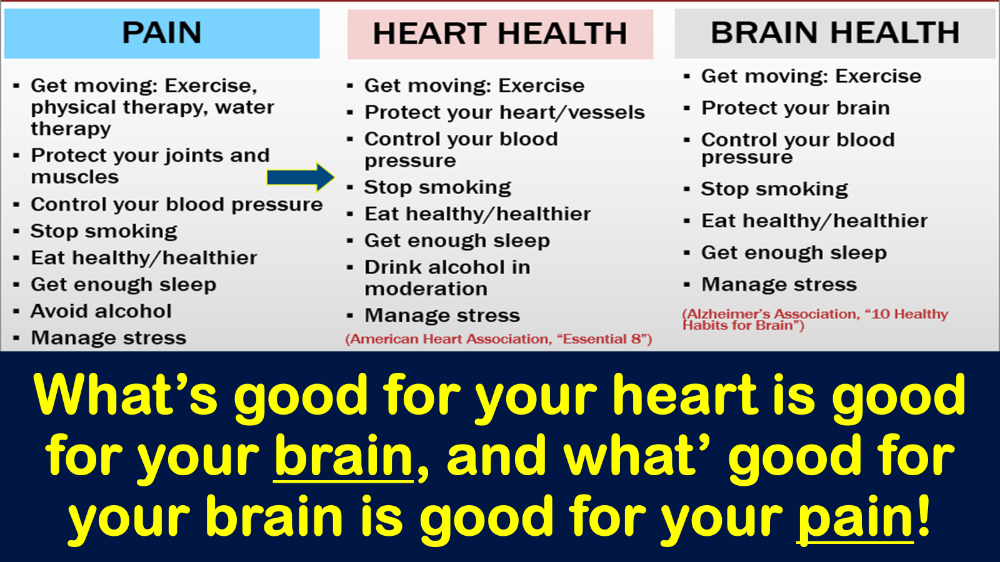 PAIN
▪ Get moving: Exercise,
physical therapy, water
therapy
▪ Protect your joints and
muscles
▪ Control your blood pressure
▪ Stop smoking
▪ Eat healthy/healthier
▪ Get enough sleep
▪ Avoid alcohol
▪ Manage stress
HEART HEALTH
▪ Get moving: Exercise
▪ Protect your heart/vessels
▪ Control your blood
pressure
▪ Stop smoking
▪ Eat healthy/healthier
▪ Get enough sleep
▪ Drink alcohol in
moderation
▪ Manage stress
(American Heart Association, “Essential 8”)
BRAIN HEALTH
▪ Get moving: Exercise
▪ Protect your brain
▪ Control your blood
pressure
▪ Stop smoking
▪ Eat healthy/healthier
▪ Get enough sleep
▪ Manage stress
(Alzheimer’s Association, “10 Healthy
Habits for Brain”)
What’s good for your heart is good
for your brain, and what’ good for
your brain is good for your pain!